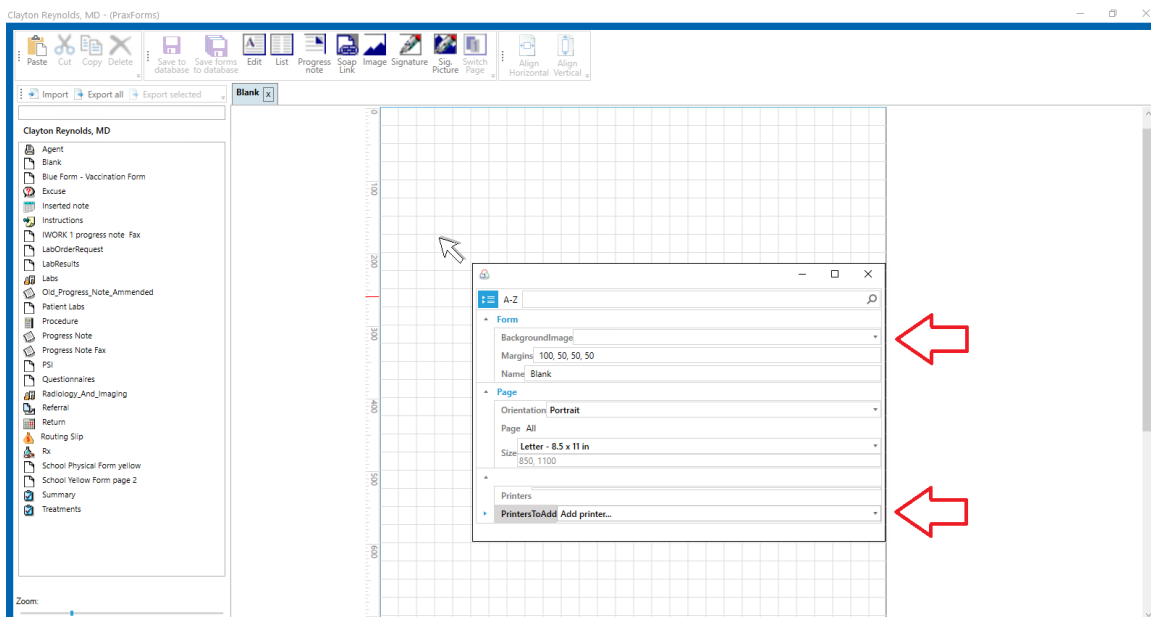 Clayton Reynolds, MD - (PraxForms)
Paste Cut Copy Delete Save to database Save forms to database Edit List Progress note Soap Link Image Signature Sig. Picture Switch Page Align Horizontal Align Vertical
Import Export all Export selected
Blank x
Clayton Reynolds, MD
Agent
Blank
Blue Form - Vaccination Form
Excuse
Inserted note
Instructions
IWORK 1 progress note Fax
LabOrderRequest
LabResults
Labs
Old_Progress_Note_Ammended
Patient Labs
Procedure
Progress Note
Progress Note Fax
PSI
Questionnaires
Radiology_And_Imaging
Referral
Return
Routing Slip
Rx
School Physical Form yellow
School Yellow Form page 2
Summary
Treatments
Zoom:
0
100
200
300
400
500
600
A-Z
Form
BackgroundImage
Margins 100, 50, 50, 50
Name Blank
Page
Orientation Portrait
Page All
Size Letter - 8.5 x 11 in
850, 1100
Printers
PrintersToAdd Add printer...